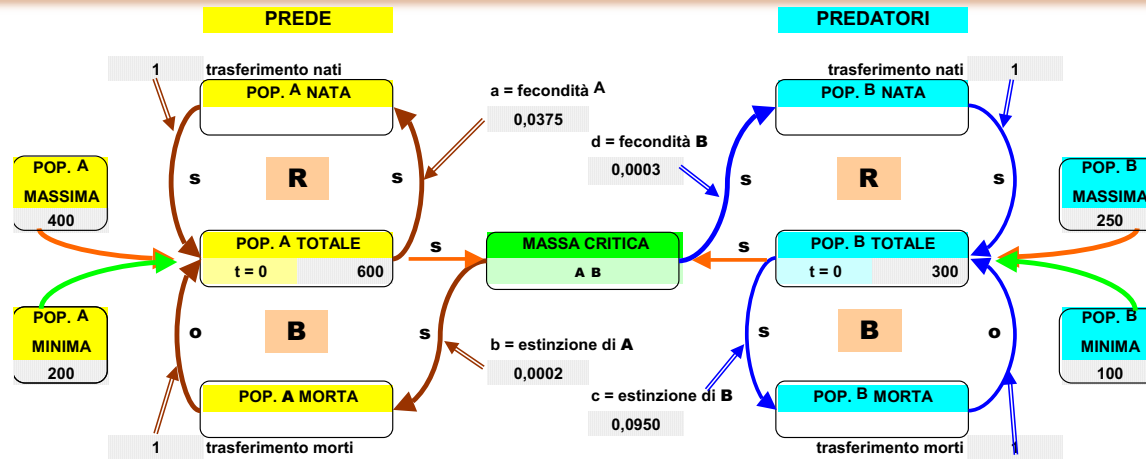 PREDE
PREDATORI
1 trasferimento nati
trasferimento nati 1
POP. A NATA
a = fecondità A
0,0375
POP. B NATA
d = fecondità B
0,0003
POP. A
MASSIMA
400
s
R
s
s
R
s
POP. B
MASSIMA
250
POP. A TOTALE
t = 0 600
s
MASSA CRITICA
A B
s
POP. B TOTALE
t = 0 300
POP. A
MINIMA
200
o
B
s
b = estinzione di A
0,0002
s
B
o
POP. B
MINIMA
100
c = estinzione di B
0,0950
POP. A MORTA
POP. B MORTA
1 trasferimento morti
trasferimento morti 1